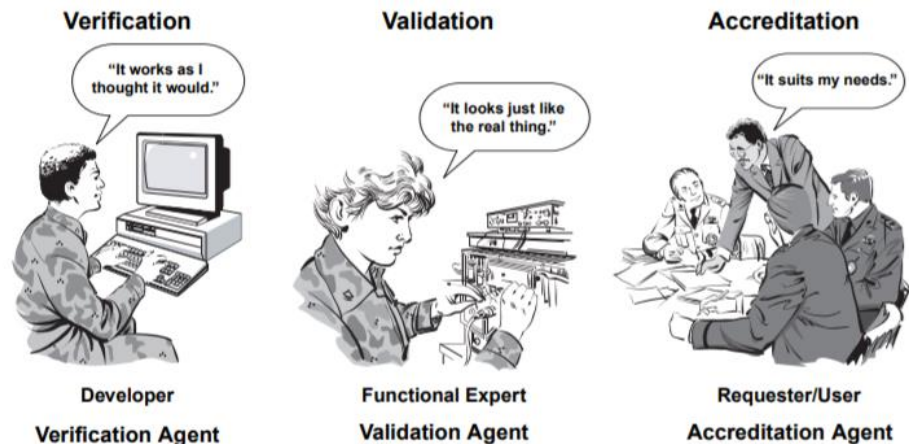 Verification
Validation
Accreditation
“It works as I
thought it would.”
“It looks just like
the real thing.”
“It suits my needs.”
Developer
Functional Expert
Requester/User
Verification Agent
Validation Agent
Accreditation Agent